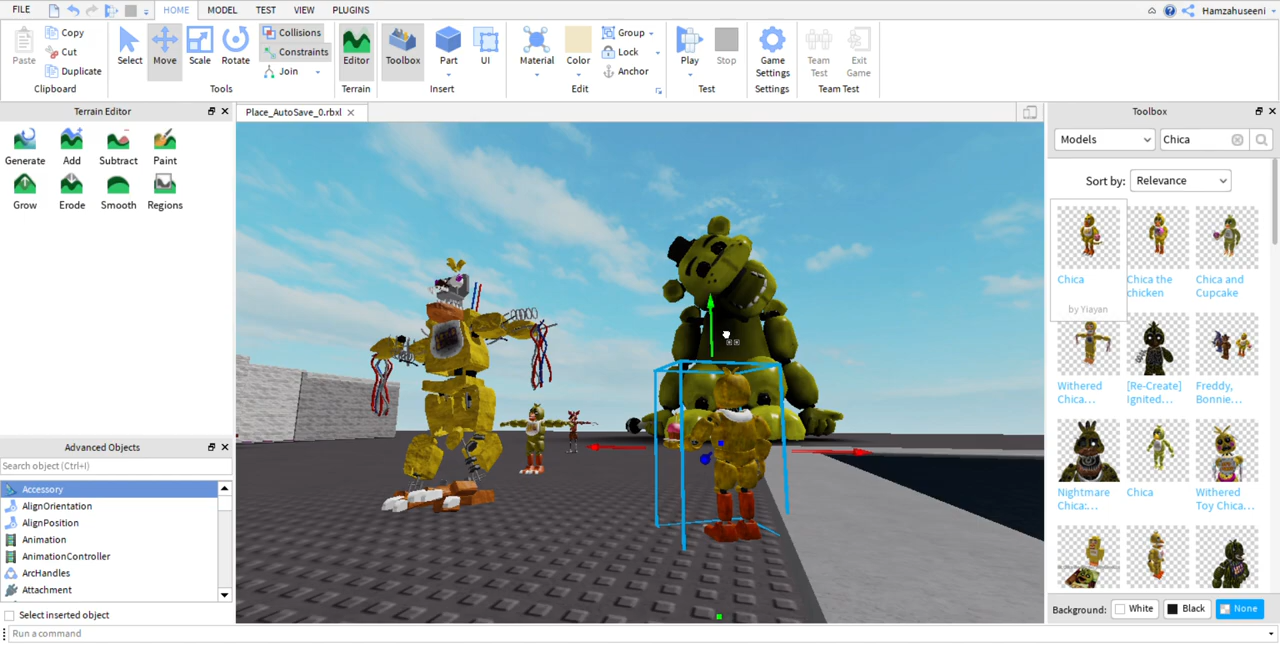 FILE HOME MODEL TEST VIEW PLUGINS Hamzahuseeni
Paste Copy Cut Duplicate
Clipboard
Select Move Scale Rotate Collisions Constraints Join
Tools
Editor
Terrain
Toolbox Part UI
Insert
Material Color Group Lock Anchor
Edit
Play Stop
Test
Game Settings
Settings
Team Test Exit Game
Team Test
Terrain Editor
Generate Add Subtract Paint
Grow Erode Smooth Regions
Place_AutoSave_0.rbxl
Toolbox
Models Chica
Sort by: Relevance
Chica
by Yiayan
Chica the chicken
Chica and Cupcake
Withered Chica...
[Re-Create] Ignited...
Freddy, Bonnie...
Nightmare Chica:...
Chica
Withered Toy Chica...
Background: White Black None
Advanced Objects
Search object (Ctrl+I)
Accessory
AlignOrientation
AlignPosition
Animation
AnimationController
ArcHandles
Attachment
Select inserted object
Run a command